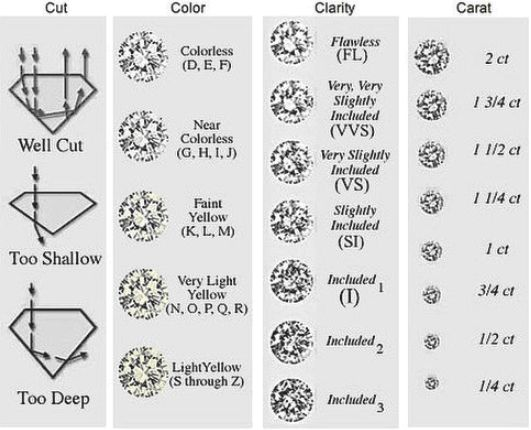 Cut
Well Cut
Too Shallow
Too Deep
Color
Colorless
(D, E, F)
Near
Colorless
(G, H, I, J)
Faint
Yellow
(K, L, M)
Very Light
Yellow
(N, O, P, Q, R)
LightYellow
(S through Z)
Clarity
Flawless
(FL)
Very, Very
Slightly
Included
(VVS)
Very Slightly
Included
(VS)
Slightly
Included
(SI)
Included 1
(I)
Included 2
Included 3
Carat
2 ct
1 3/4 ct
1 1/2 ct
1 1/4 ct
1 ct
3/4 ct
1/2 ct
1/4 ct